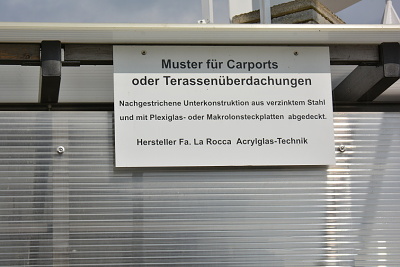 Muster für Carports
oder Terassenüberdachungen
Nachgestrichene Unterkonstruktion aus verzinktem Stahl
und mit Plexiglas- oder Makrolonsteckplatten abgedeckt.
Hersteller Fa. La Rocca Acrylglas-Technik